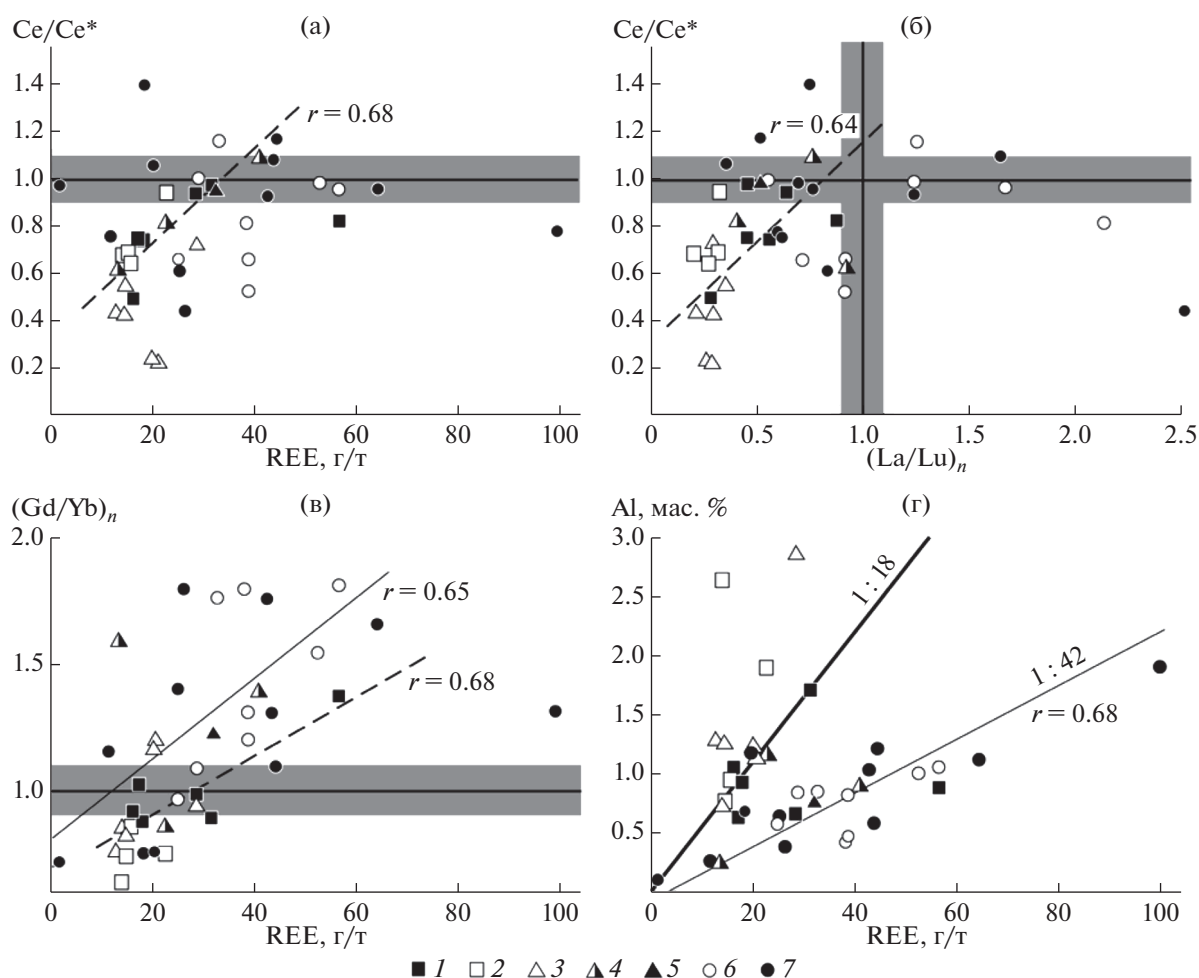 Ce/Ce* (а)
1.4
1.2
1.0
0.8
0.6
0.4
0.2
r = 0.68
0 20 40 60 80 100
REE, г/т
Ce/Ce* (б)
1.4
1.2
1.0
0.8
0.6
0.4
0.2
r = 0.64
0 0.5 1.0 1.5 2.0 2.5
(La/Lu)n
(Gd/Yb)n (в)
2.0
1.5
1.0
r = 0.65
r = 0.68
0 20 40 60 80 100
REE, г/т
Al, мас. % (г)
3.0
2.5
2.0
1.5
1.0
0.5
1 : 18
1 : 42
r = 0.68
0 20 40 60 80 100
REE, г/т
1 2 3 4 5 6 7